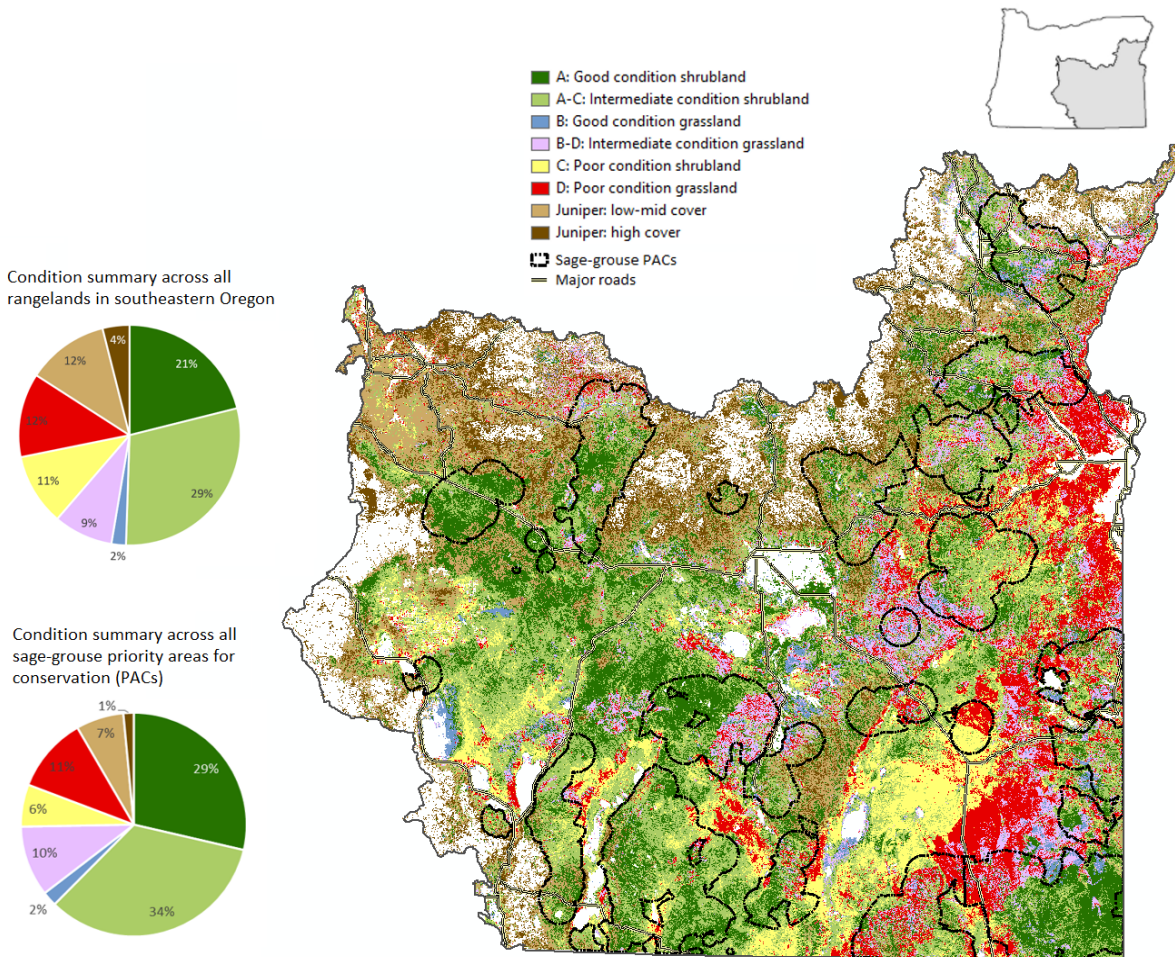 A: Good condition shrubland
A-C: Intermediate condition shrubland
B: Good condition grassland
B-D: Intermediate condition grassland
C: Poor condition shrubland
D: Poor condition grassland
Juniper: low-mid cover
Juniper: high cover
Sage-grouse PACs
Major roads
Condition summary across all
rangelands in southeastern Oregon
4%
12%
21%
12%
11%
29%
9%
2%
Condition summary across all
sage-grouse priority areas for
conservation (PACs)
1%
7%
29%
11%
6%
10%
2%
34%